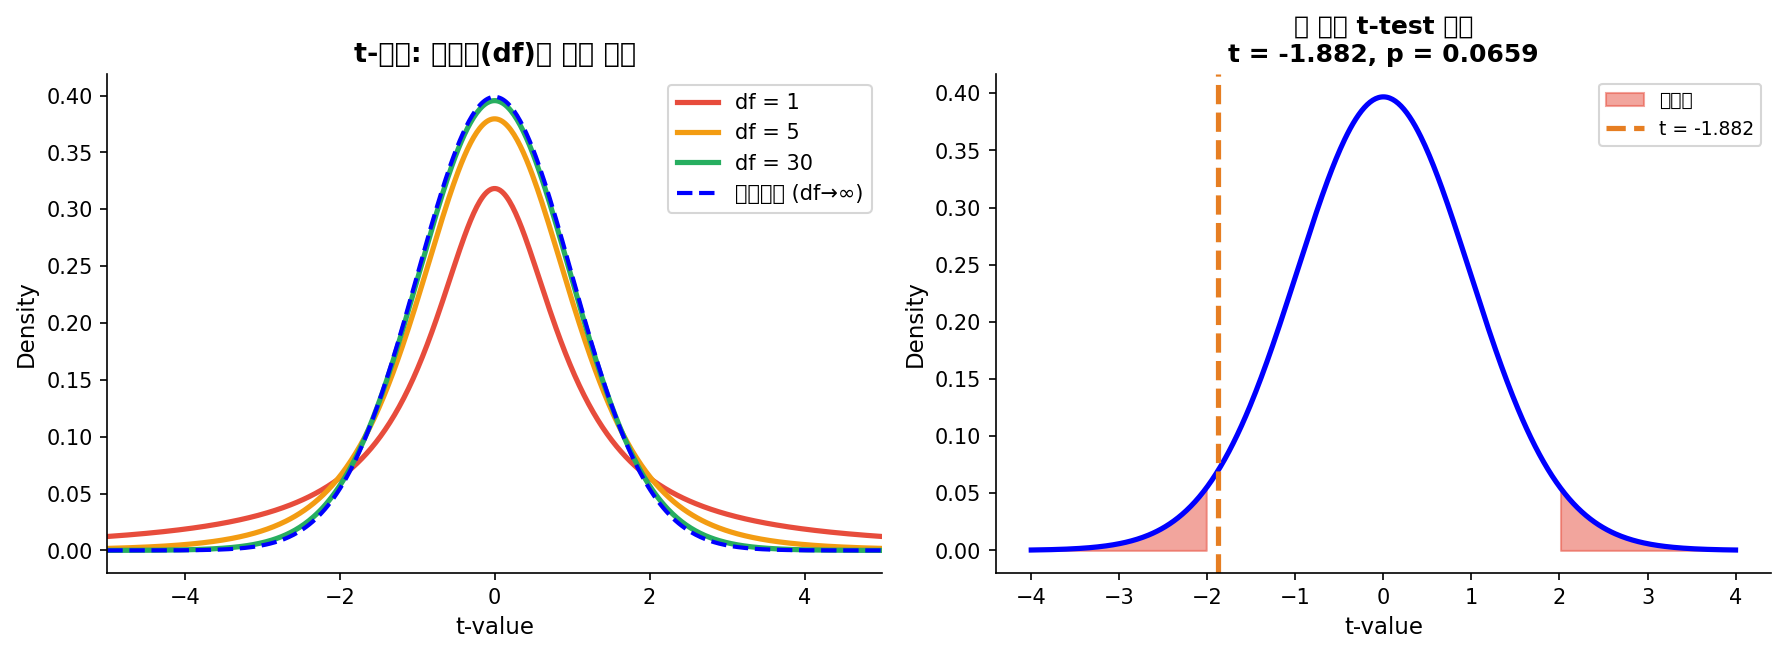 t-: (df)
0.40
0.35
0.30
0.25
0.20
0.15
0.10
0.05
0.00
Density
df = 1
df = 5
df = 30
(df→∞)
−4 −2 0 2 4
t-value
t-test
t = -1.882, p = 0.0659
0.40
0.35
0.30
0.25
0.20
0.15
0.10
0.05
0.00
Density
t = -1.882
−4 −3 −2 −1 0 1 2 3 4
t-value